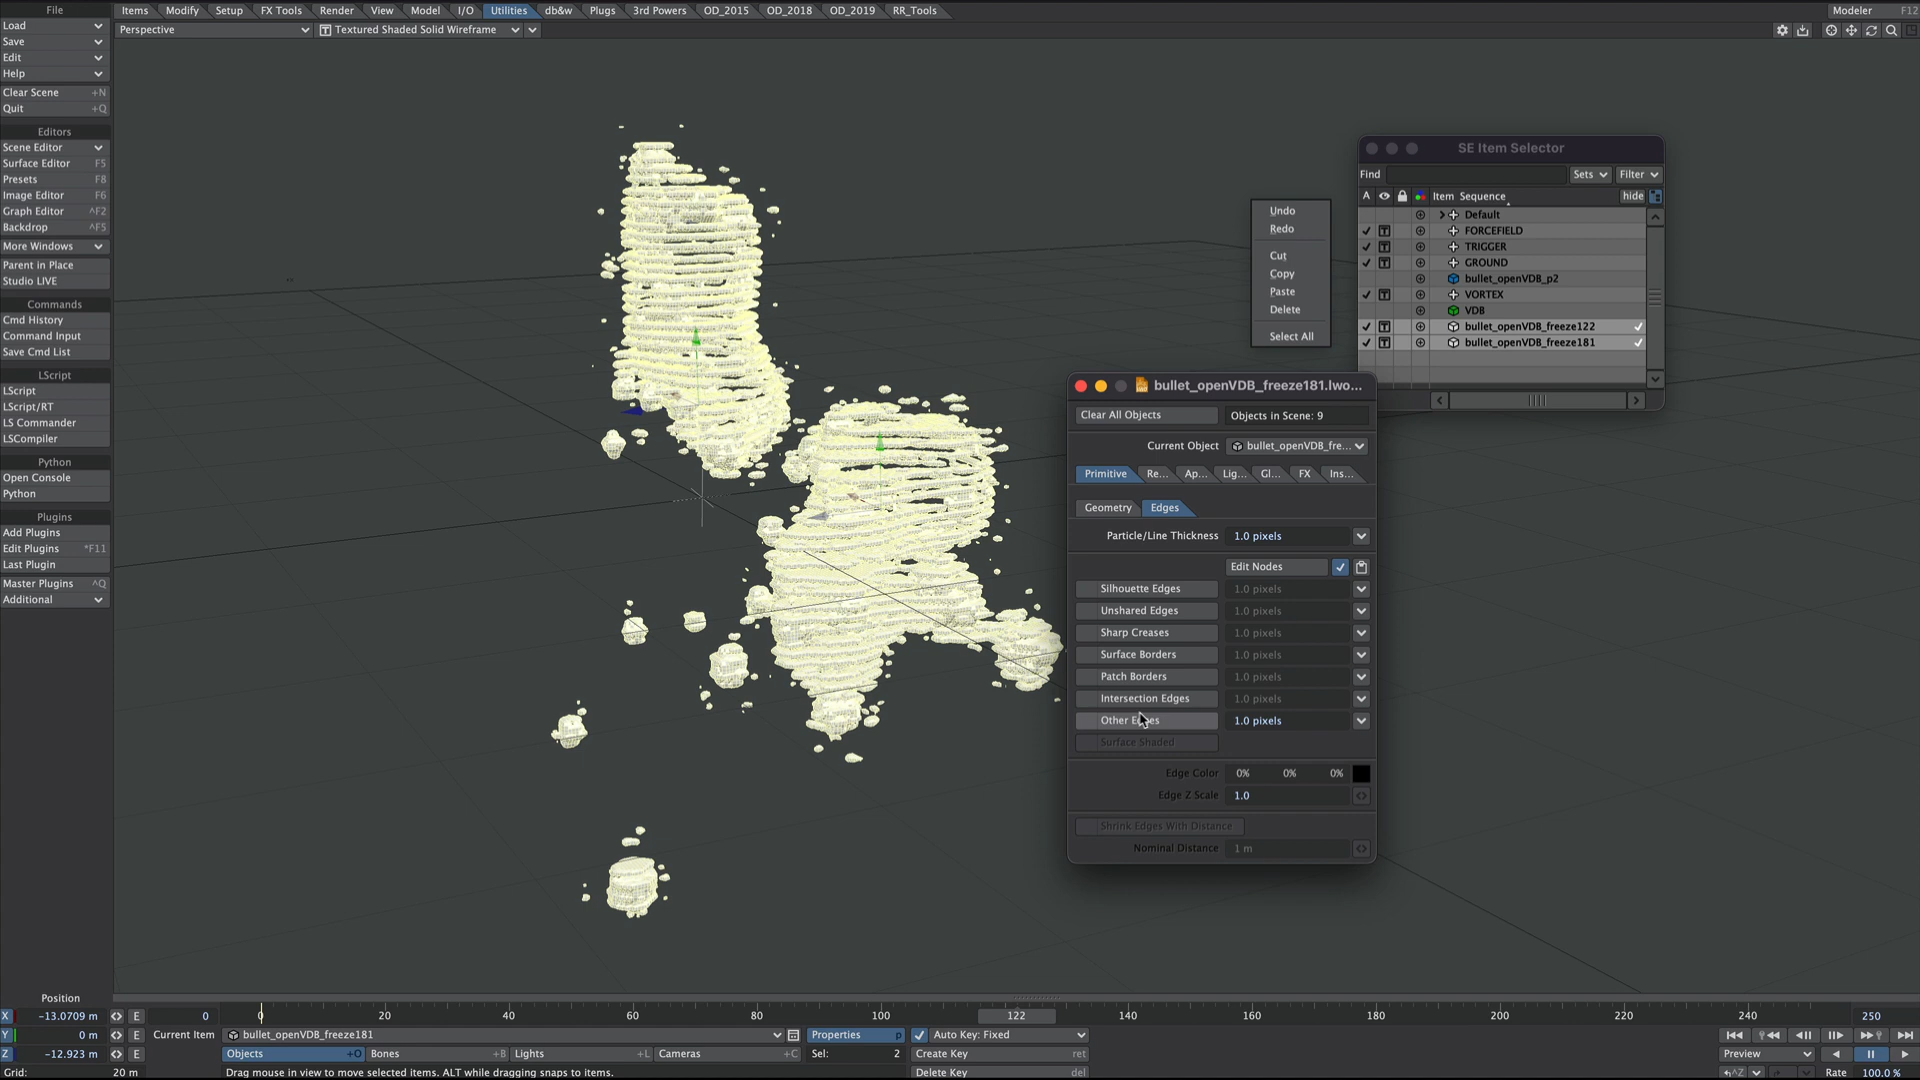 File
Items
Modify
Setup
FX Tools
Render
View
Model
I/O
Utilities
db&w
Plugs
3rd Powers
OD_2015
OD_2018
OD_2019
RR_Tools
Modeler F12
Load
Save
Edit
Help
Clear Scene +N
Quit +Q
Perspective
T Textured Shaded Solid Wireframe
Editors
Scene Editor
Surface Editor F5
Presets F8
Image Editor F6
Graph Editor ^F2
Backdrop ^F5
More Windows
Parent in Place
Studio LIVE
Commands
Cmd History
Command Input
Save Cmd List
LScript
LScript
LScript/RT
LS Commander
LSCompiler
Python
Open Console
Python
Plugins
Add Plugins
Edit Plugins *F11
Last Plugin
Master Plugins ^Q
Additional
Undo
Redo
Cut
Copy
Paste
Delete
Select All
SE Item Selector
Find
Sets
Filter
A Item Sequence hide
Default
T FORCEFIELD
T TRIGGER
T GROUND
bullet_openVDB_p2
T VORTEX
VDB
T bullet_openVDB_freeze122
T bullet_openVDB_freeze181
bullet_openVDB_freeze181.lwo...
Clear All Objects
Objects in Scene: 9
Current Object bullet_openVDB_fre...
Primitive Re... Ap... Lig... Gl... FX Ins...
Geometry Edges
Particle/Line Thickness 1.0 pixels
Edit Nodes
Silhouette Edges 1.0 pixels
Unshared Edges 1.0 pixels
Sharp Creases 1.0 pixels
Surface Borders 1.0 pixels
Patch Borders 1.0 pixels
Intersection Edges 1.0 pixels
Other Edges 1.0 pixels
Surface Shaded
Edge Color 0% 0% 0%
Edge Z Scale 1.0
Shrink Edges With Distance
Nominal Distance 1 m
Position
X -13.0709 m E
Y 0 m E
Z -12.923 m E
Grid: 20 m
0 0 20 40 60 80 100 122 140 160 180 200 220 240 250
Current Item bullet_openVDB_freeze181
Properties p
Auto Key: Fixed
Objects +O
Bones +B
Lights +L
Cameras +C
Sel: 2
Create Key ret
Drag mouse in view to move selected items. ALT while dragging snaps to items.
Delete Key del
Preview
^Z
Rate 100.0 %